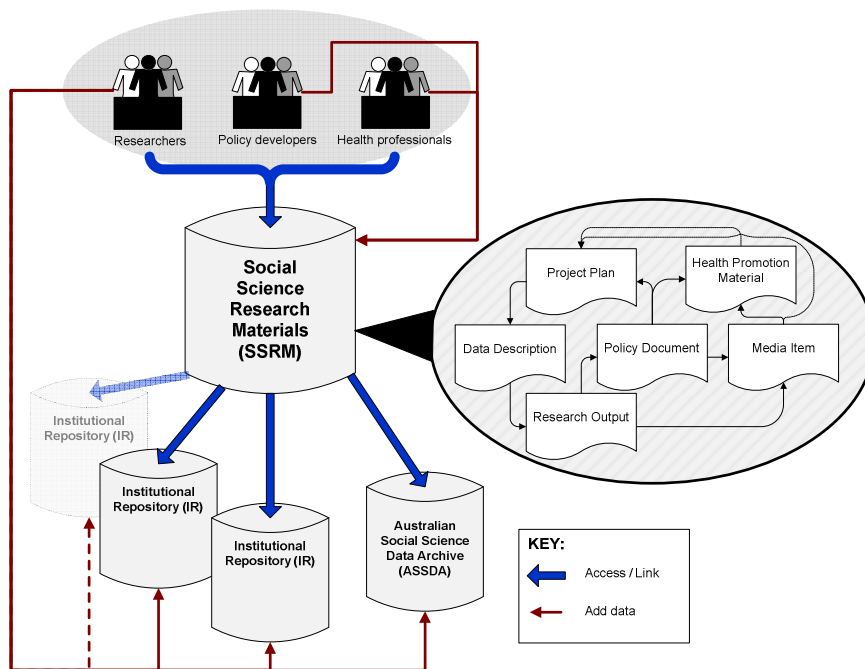 Researchers
Policy developers
Health professionals
Social
Science
Research
Materials
(SSRM)
Project Plan
Health Promotion
Material
Data Description
Policy Document
Media Item
Research Output
Institutional
Repository (IR)
Institutional
Repository (IR)
Institutional
Repository (IR)
Australian
Social Science
Data Archive
(ASSDA)
KEY:
Access / Link
Add data